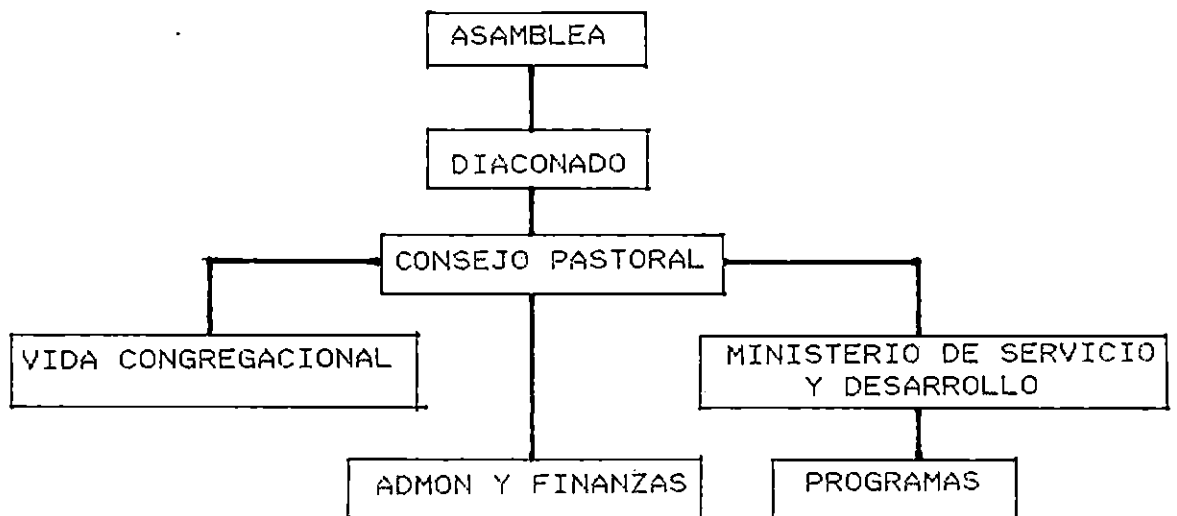 ASAMBLEA
DIACONADO
CONSEJO PASTORAL
VIDA CONGREGACIONAL
MINISTERIO DE SERVICIO
Y DESARROLLO
ADMON Y FINANZAS
PROGRAMAS